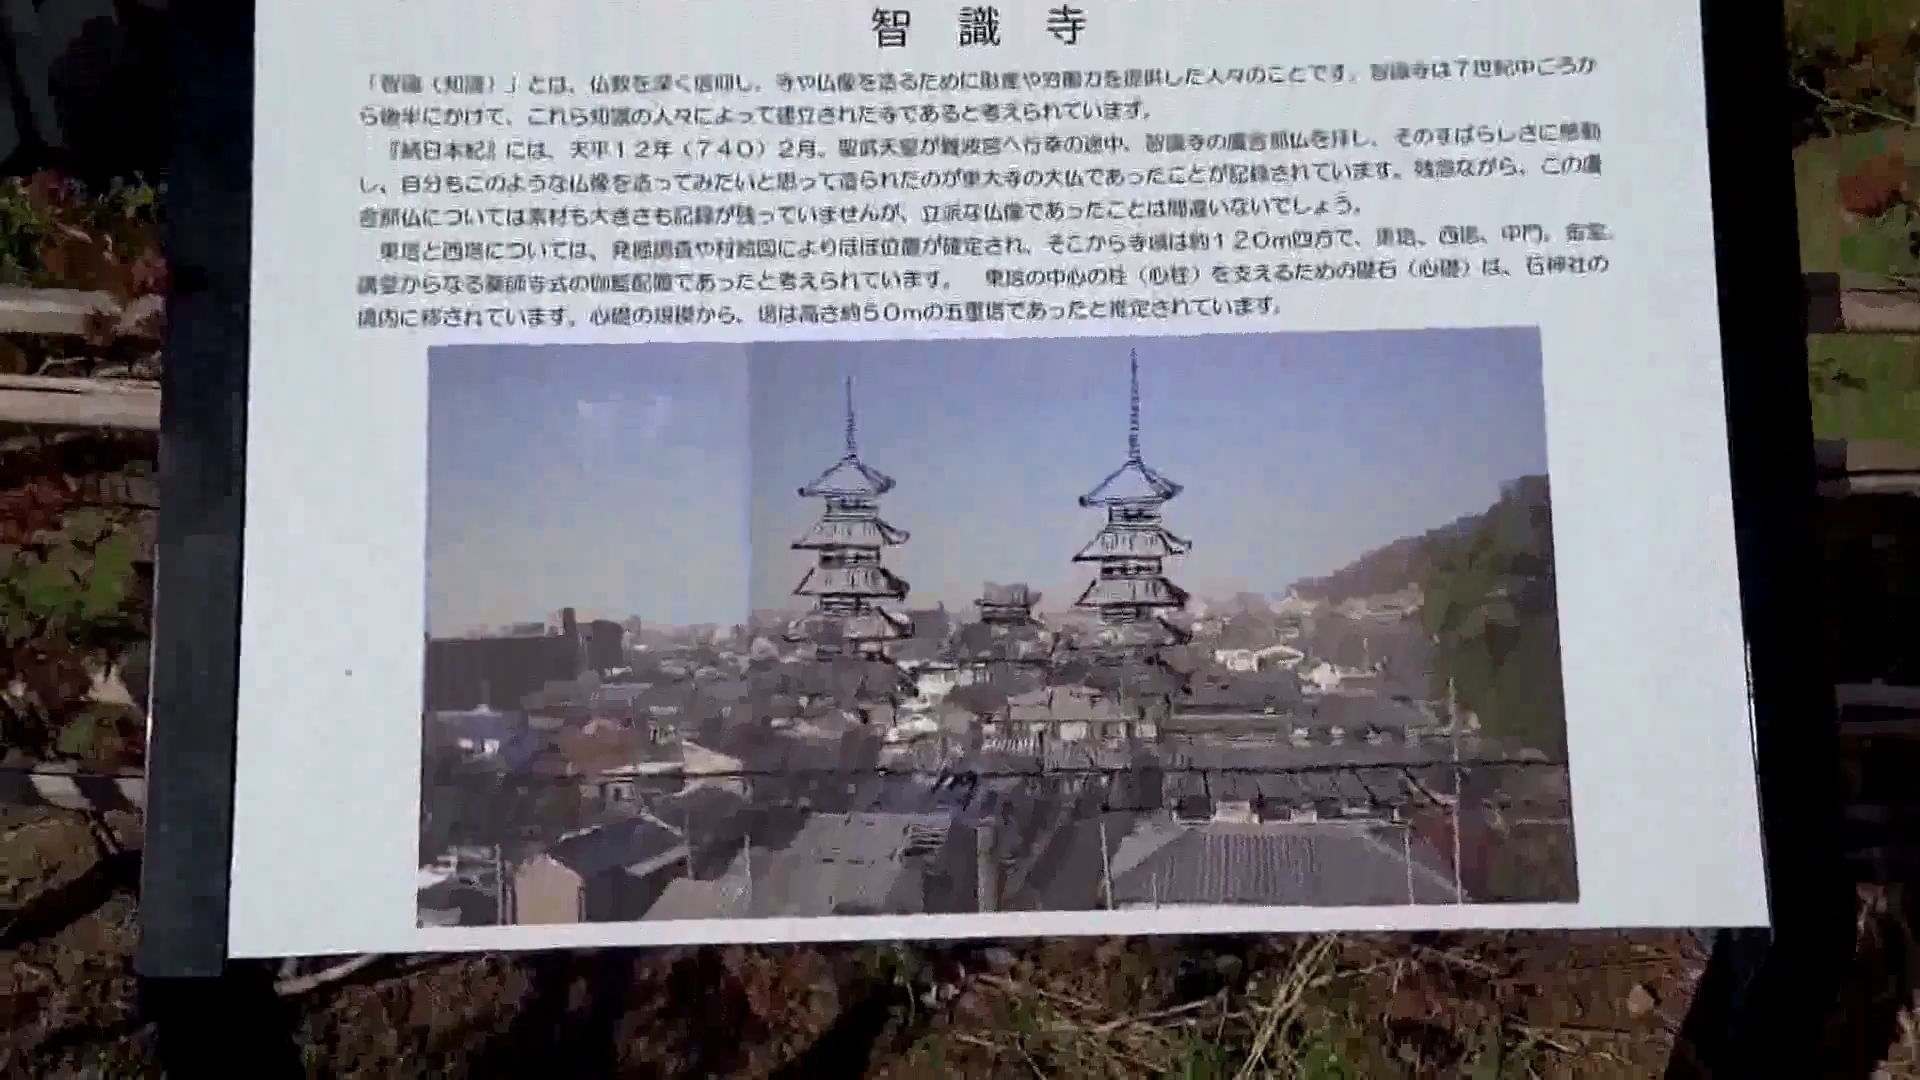 智識寺
「智識（知識）」とは、仏教を深く信仰し、寺や仏像を造るために財産や労働力を提供した人々のことです。智識寺は７世紀中ごろか
ら後半にかけて、これら知識の人々によって建立された寺であると考えられています。
『続日本紀』には、天平１２年（７４０）２月、聖武天皇が難波宮へ行幸の途中、智識寺の盧舎那仏を拝し、そのすばらしさに感動
し、自分もこのような仏像を造ってみたいと思って造られたのが東大寺の大仏であったことが記録されています。残念ながら、この盧
舎那仏については素材も大きさも記録が残っていませんが、立派な仏像であったことは間違いないでしょう。
東塔と西塔については、発掘調査や村絵図によりほぼ位置が確定され、そこから寺域は約１２０ｍ四方で、東塔、西塔、中門、金堂、
講堂からなる薬師寺式の伽藍配置であったと考えられています。　東塔の中心の柱（心柱）を支えるための礎石（心礎）は、石神社の
境内に移されています。心礎の規模から、塔は高さ約５０ｍの五重塔であったと推定されています。